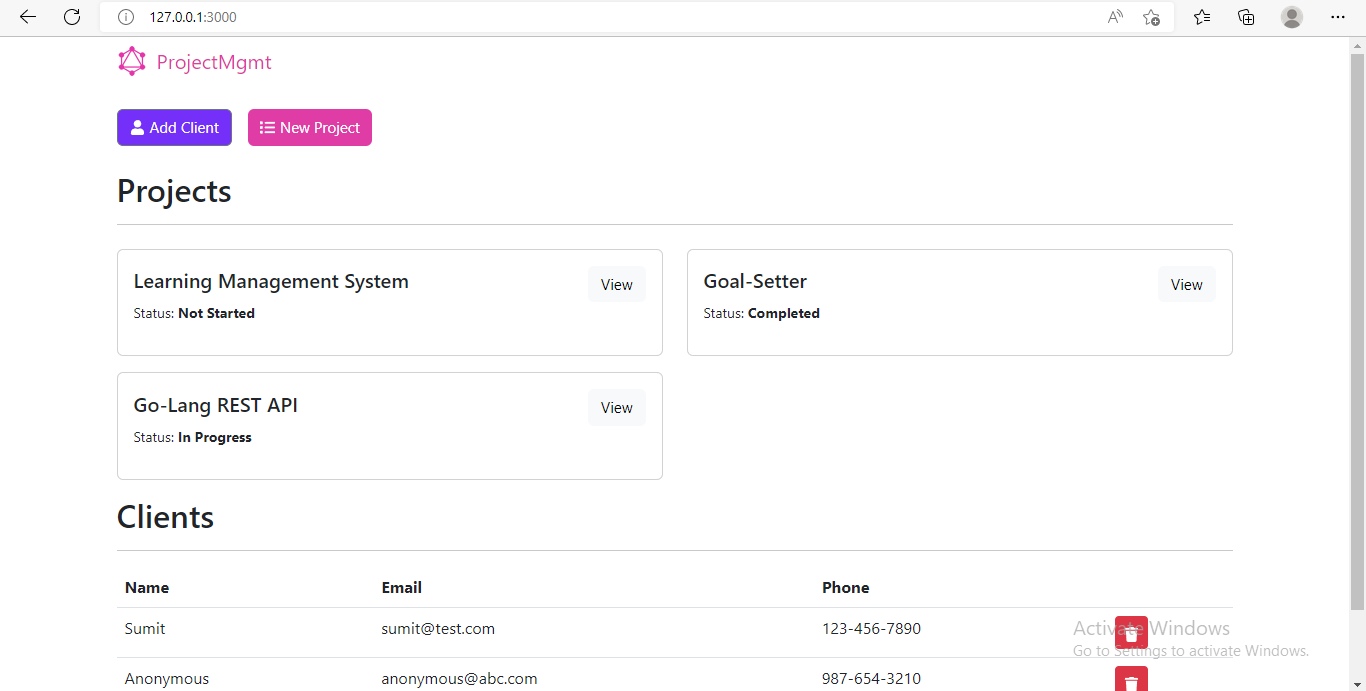 127.0.0.1:3000
ProjectMgmt
Add Client New Project
Projects
Learning Management System View
Status: Not Started
Goal-Setter View
Status: Completed
Go-Lang REST API View
Status: In Progress
Clients
Name Email Phone
Sumit sumit@test.com 123-456-7890
Anonymous anonymous@abc.com 987-654-3210
Activate Windows
Go to Settings to activate Windows.